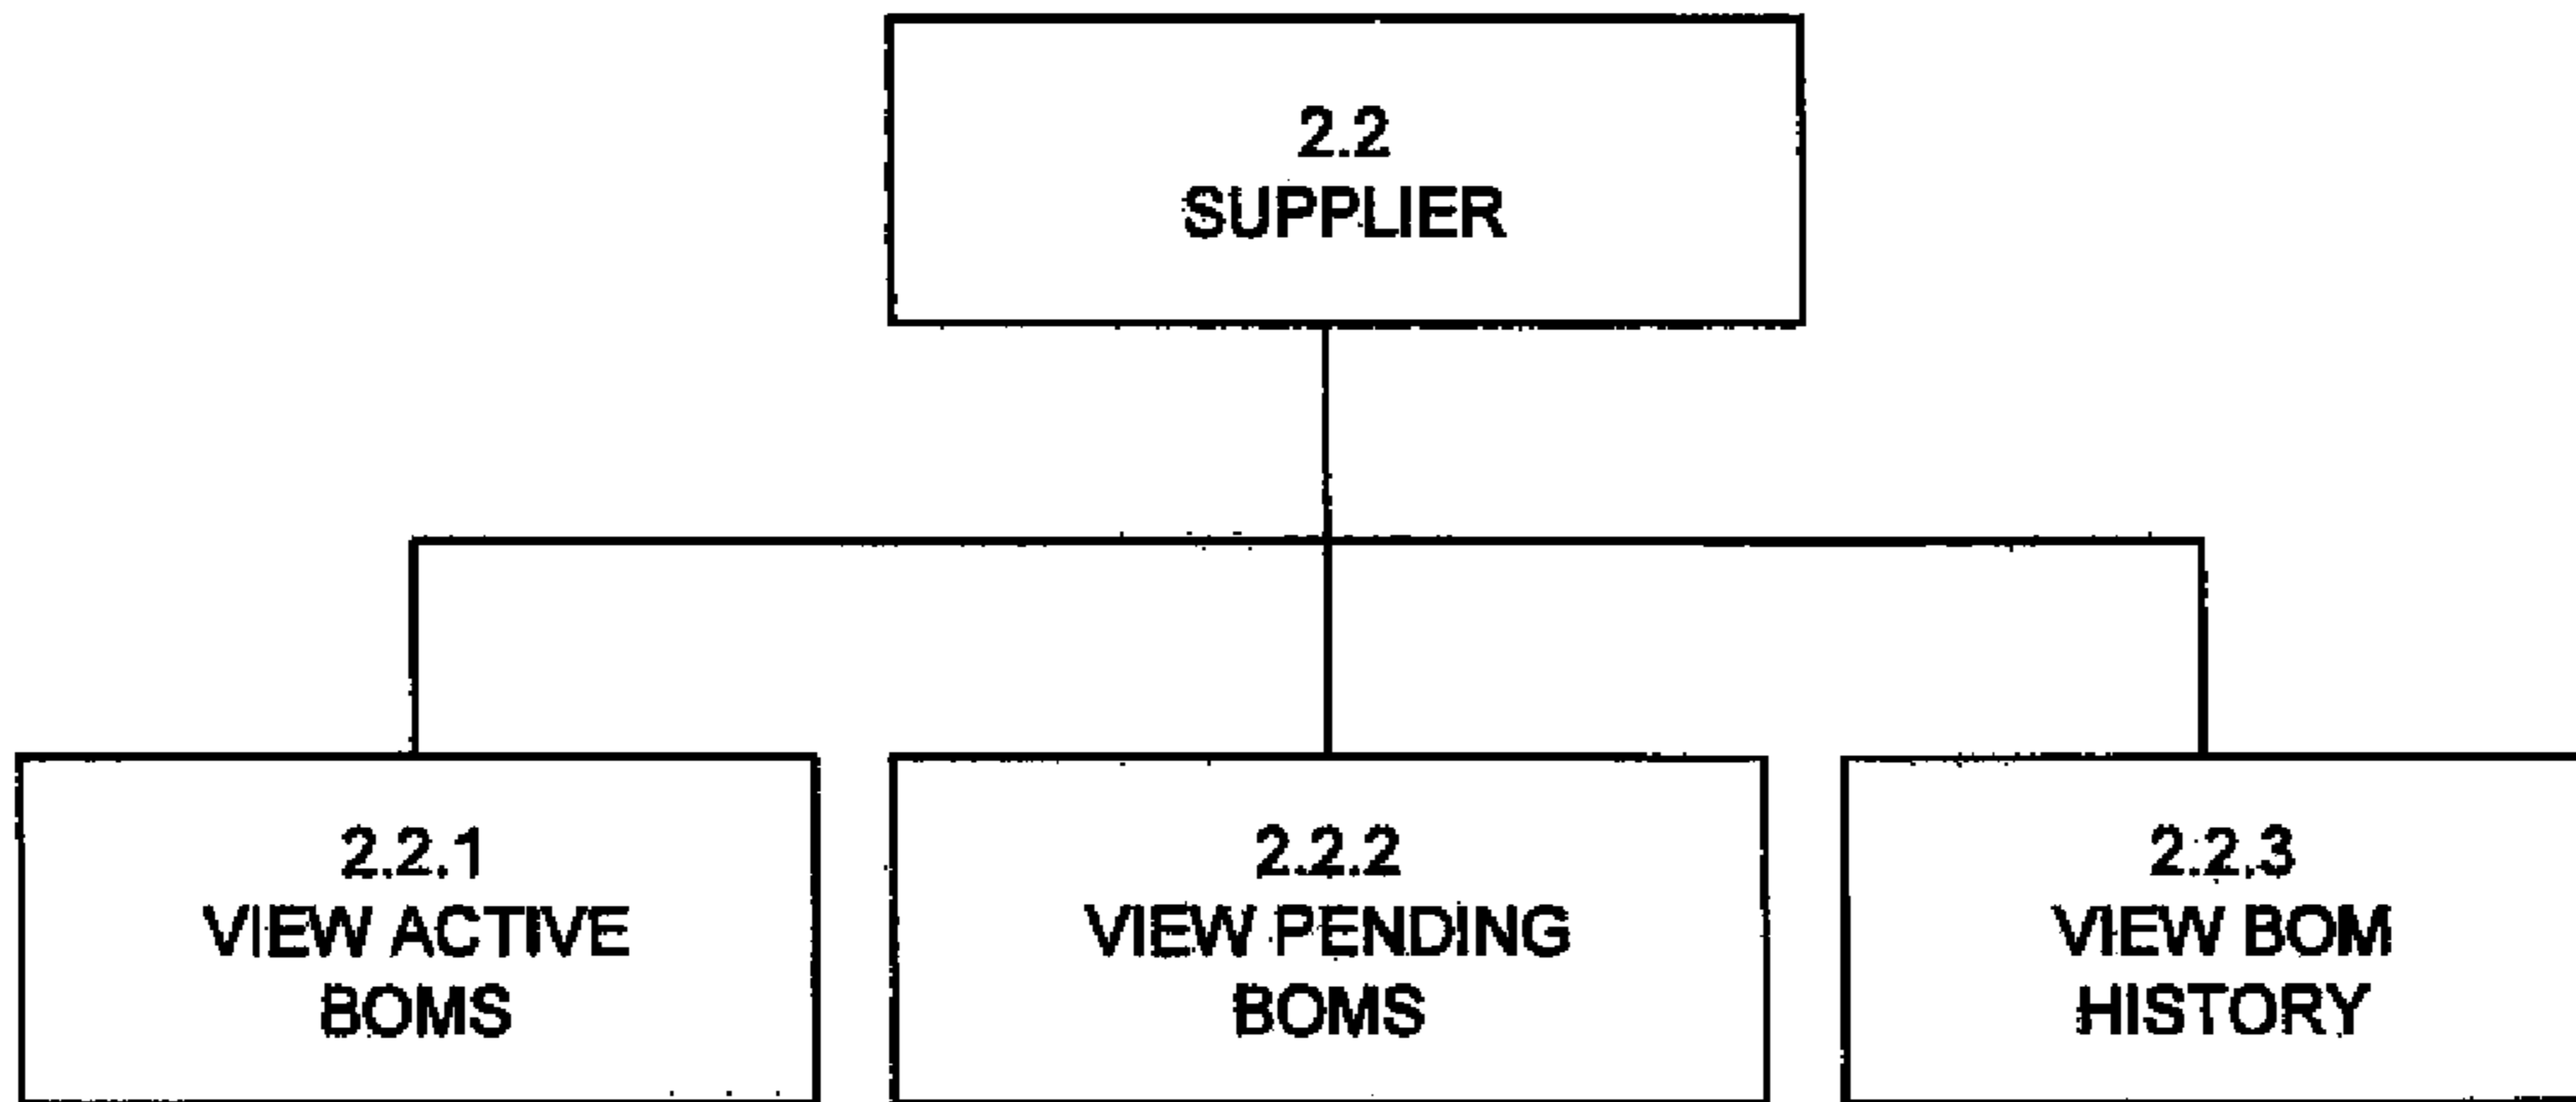 2.2
SUPPLIER
2.2.1
VIEW ACTIVE
BOMS
2.2.2
VIEW PENDING
BOMS
2.2.3
VIEW BOM
HISTORY